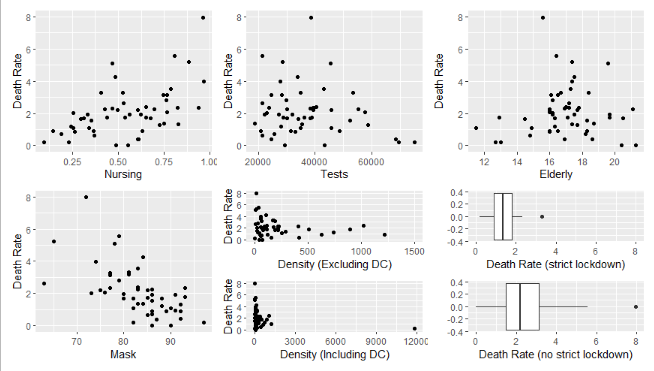 Death Rate
8
6
4
2
0
0.25 0.50 0.75 1.00
Nursing
Death Rate
8
6
4
2
0
20000 40000 60000
Tests
Death Rate
8
6
4
2
0
12 14 16 18 20
Elderly
Death Rate
8
6
4
2
0
70 80 90
Mask
Death Rate
8
6
4
2
0
0 500 1000 1500
Density (Excluding DC)
Death Rate
8
6
4
2
0
0 3000 6000 9000 12000
Density (Including DC)
0.4
0.2
0.0
-0.2
-0.4
0 2 4 6 8
Death Rate (strict lockdown)
0.4
0.2
0.0
-0.2
-0.4
0 2 4 6 8
Death Rate (no strict lockdown)